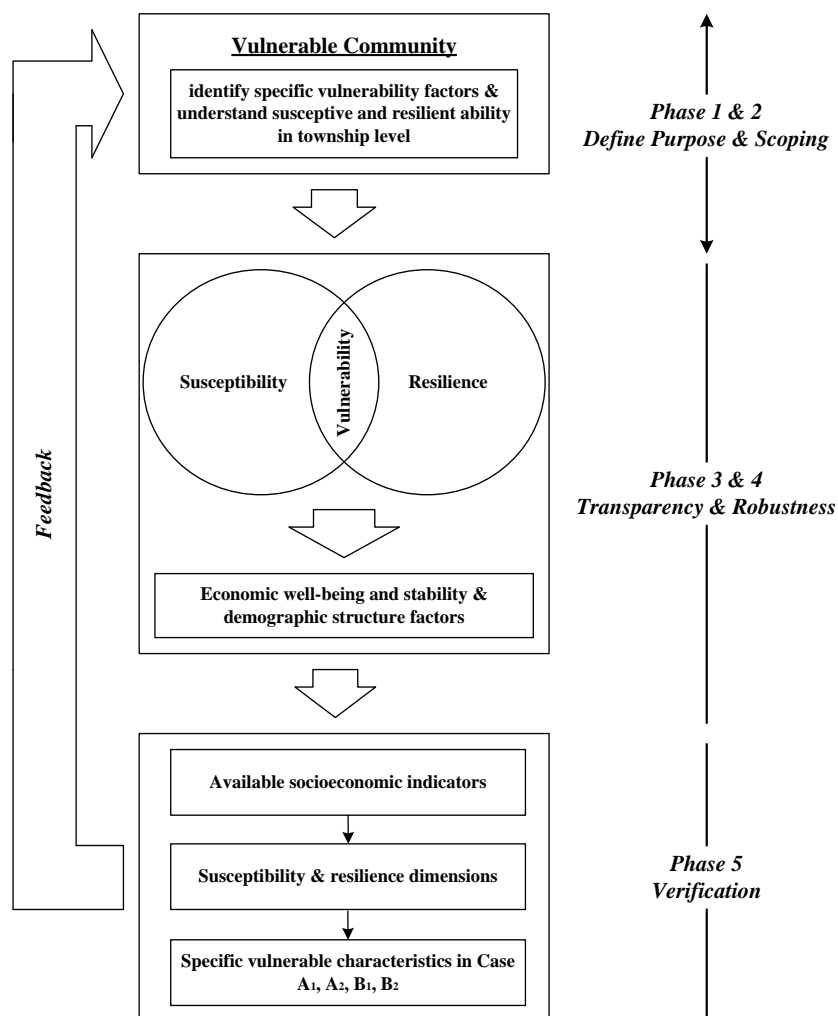 Vulnerable Community
identify specific vulnerability factors &
understand susceptive and resilient ability
in township level
Phase 1 & 2
Define Purpose & Scoping
Susceptibility
Vulnerability
Resilience
Economic well-being and stability &
demographic structure factors
Phase 3 & 4
Transparency & Robustness
Feedback
Available socioeconomic indicators
Susceptibility & resilience dimensions
Specific vulnerable characteristics in Case
A1, A2, B1, B2
Phase 5
Verification